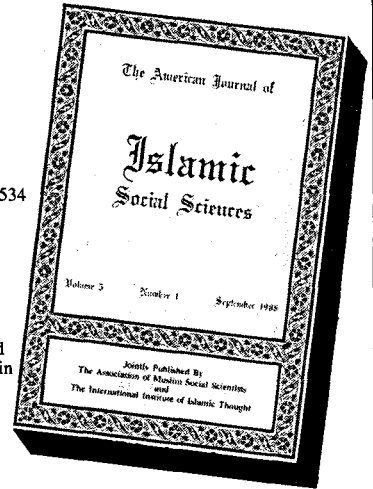 The American Journal of
Islamic
Social Sciences
Volume 5 Number 1 September 1988
Jointly Published By
The Association of Muslim Social Scientists
and
The International Institute of Islamic Thought
534
in